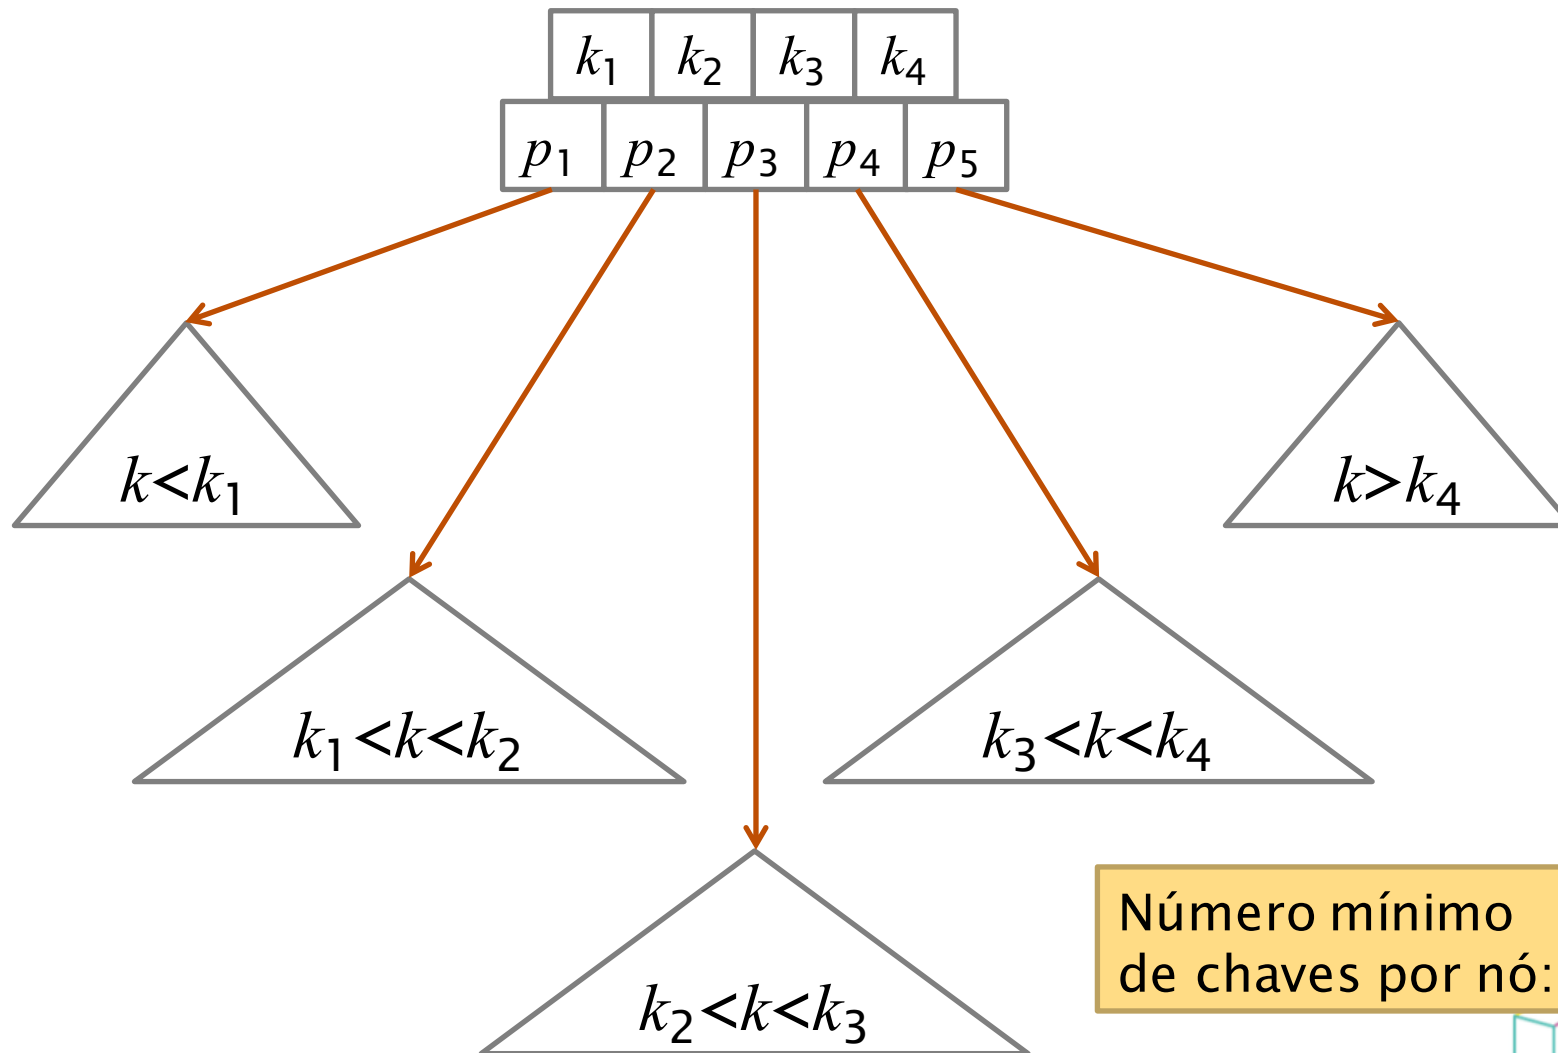 k₁ k₂ k₃ k₄
p₁ p₂ p₃ p₄ p₅
k<k₁
k>k₄
k₁<k<k₂
k₃<k<k₄
k₂<k<k₃
Número mínimo
de chaves por nó: